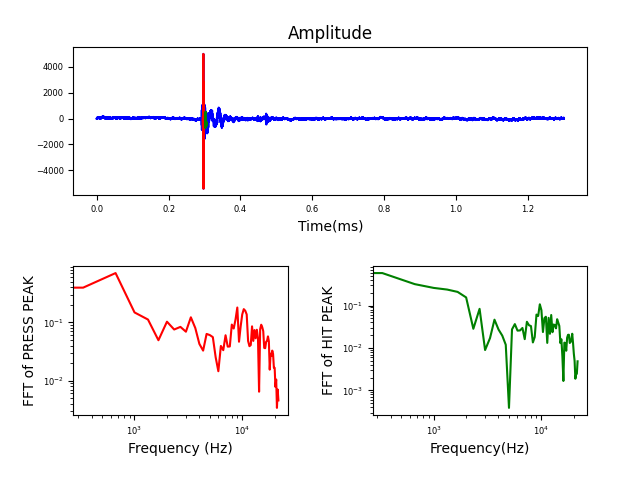 Amplitude
4000
2000
0
−2000
−4000
0.0 0.2 0.4 0.6 0.8 1.0 1.2
Time(ms)
FFT of PRESS PEAK
10⁻¹
10⁻²
10³ 10⁴
Frequency (Hz)
FFT of HIT PEAK
10⁻¹
10⁻²
10⁻³
10³ 10⁴
Frequency(Hz)